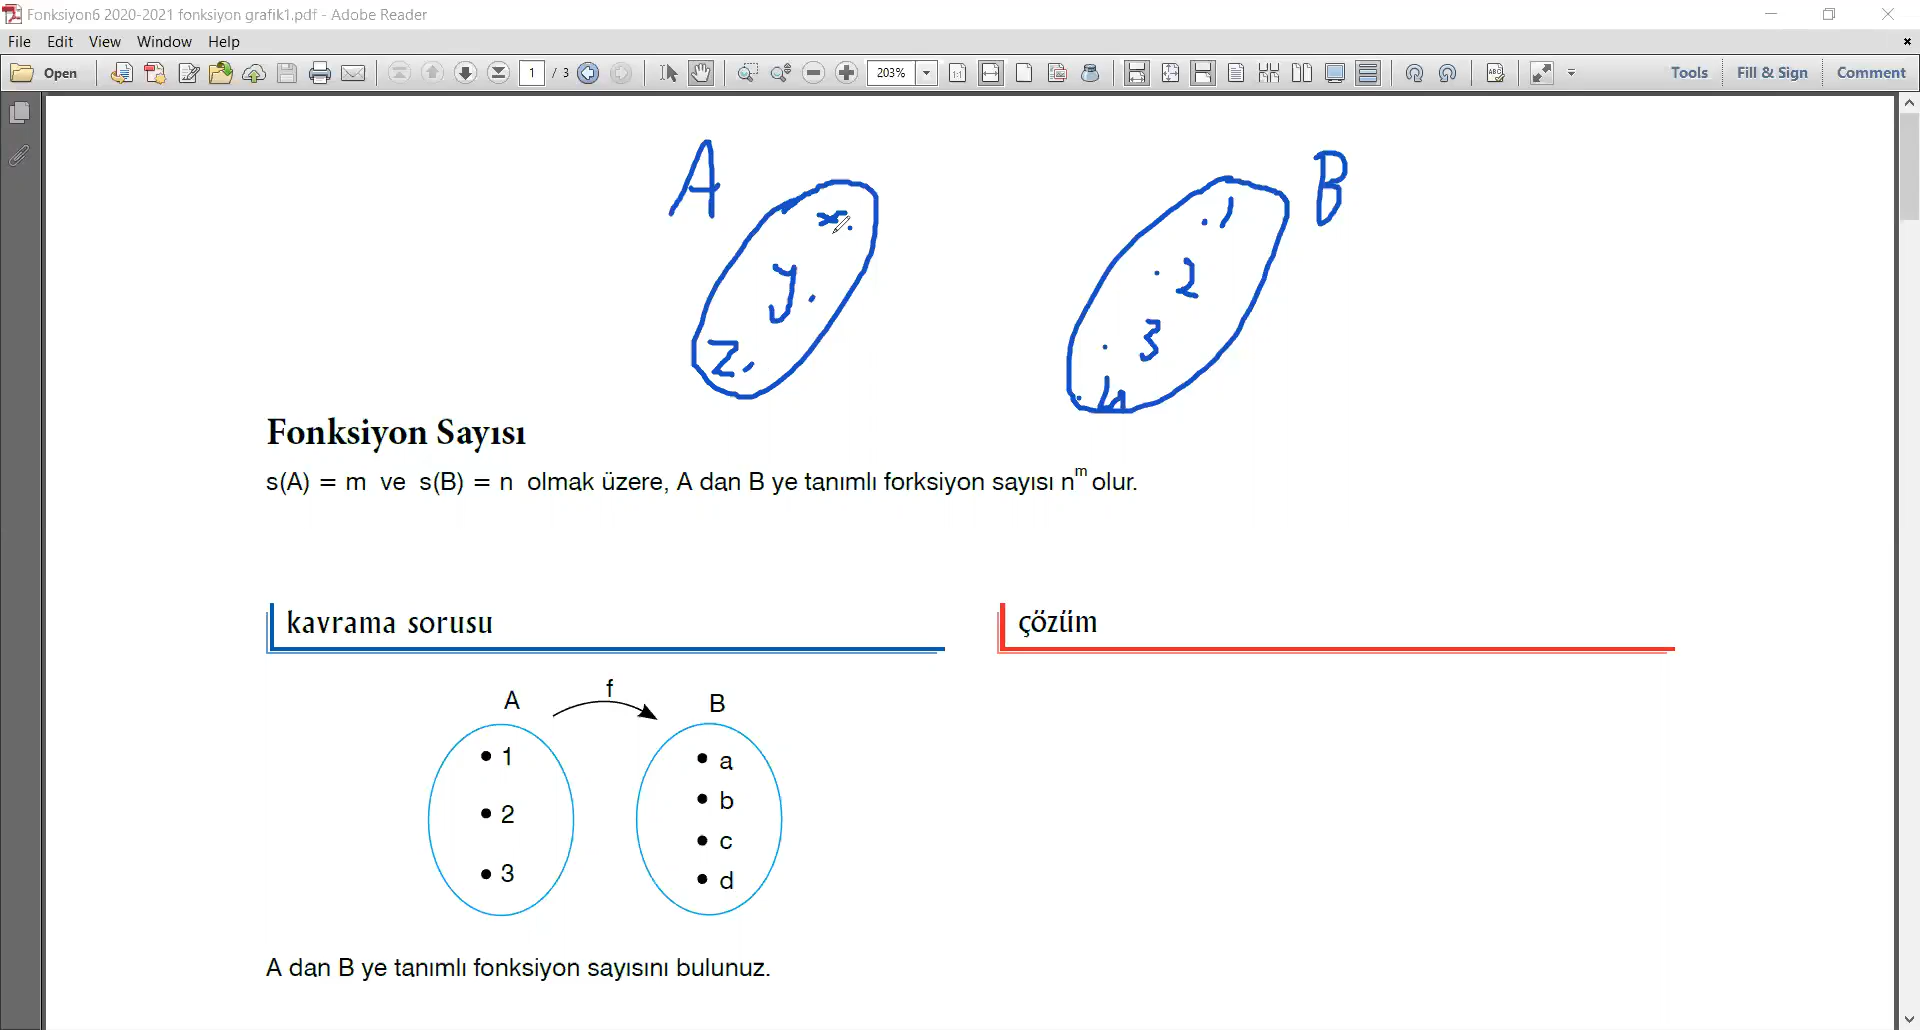 Fonksiyon6 2020-2021 fonksiyon grafik1.pdf - Adobe Reader
File Edit View Window Help
Open 1 / 3 203% Tools Fill & Sign Comment
A B
x 1
y 2
z 3
4
Fonksiyon Sayısı
s(A) = m ve s(B) = n olmak üzere, A dan B ye tanımlı forksiyon sayısı n^m olur.
kavrama sorusu
çözüm
f
A B
1 a
2 b
3 c
d
A dan B ye tanımlı fonksiyon sayısını bulunuz.